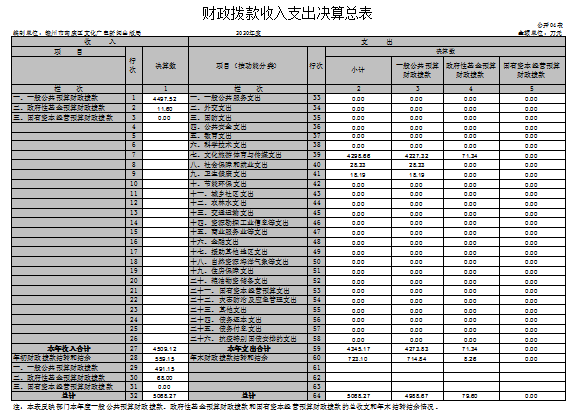 财政拨款收入支出决算总表
公开04表
2020年度 金额单位：万元
收 入 支 出
项 目 行次 决算数 项目（按功能分类） 行次 决算数
小计 一般公共预算财政拨款 政府性基金预算财政拨款 国有资本经营预算财政拨款
栏 次 1 栏 次 2 3 4 5
一、一般公共预算财政拨款 1 4497.52 一、一般公共服务支出 33 0.00 0.00 0.00 0.00
二、政府性基金预算财政拨款 2 11.60 二、外交支出 34 0.00 0.00 0.00 0.00
三、国有资本经营预算财政拨款 3 0.00 三、国防支出 35 0.00 0.00 0.00 0.00
4 四、公共安全支出 36 0.00 0.00 0.00 0.00
5 五、教育支出 37 0.00 0.00 0.00 0.00
6 六、科学技术支出 38 0.00 0.00 0.00 0.00
7 七、文化旅游体育与传媒支出 39 4298.66 4227.32 71.34 0.00
8 八、社会保障和就业支出 40 28.33 28.33 0.00 0.00
9 九、卫生健康支出 41 18.19 18.19 0.00 0.00
10 十、节能环保支出 42 0.00 0.00 0.00 0.00
11 十一、城乡社区支出 43 0.00 0.00 0.00 0.00
12 十二、农林水支出 44 0.00 0.00 0.00 0.00
13 十三、交通运输支出 45 0.00 0.00 0.00 0.00
14 十四、资源勘探工业信息等支出 46 0.00 0.00 0.00 0.00
15 十五、商业服务业等支出 47 0.00 0.00 0.00 0.00
16 十六、金融支出 48 0.00 0.00 0.00 0.00
17 十七、援助其他地区支出 49 0.00 0.00 0.00 0.00
18 十八、自然资源海洋气象等支出 50 0.00 0.00 0.00 0.00
19 十九、住房保障支出 51 0.00 0.00 0.00 0.00
20 二十、粮油物资储备支出 52 0.00 0.00 0.00 0.00
21 二十一、国有资本经营预算支出 53 0.00 0.00 0.00 0.00
22 二十二、灾害防治及应急管理支出 54 0.00 0.00 0.00 0.00
23 二十三、其他支出 55 0.00 0.00 0.00 0.00
24 二十四、债务还本支出 56 0.00 0.00 0.00 0.00
25 二十五、债务付息支出 57 0.00 0.00 0.00 0.00
26 二十六、抗疫特别国债安排的支出 58 0.00 0.00 0.00 0.00
本年收入合计 27 4509.12 本年支出合计 59 4345.17 4273.83 71.34 0.00
年初财政拨款结转和结余 28 559.15 年末财政拨款结转和结余 60 723.10 714.84 8.26 0.00
一、一般公共预算财政拨款 29 491.15 61
二、政府性基金预算财政拨款 30 68.00 62
三、国有资本经营预算财政拨款 31 0.00 63
总计 32 5068.27 总计 64 5068.27 4988.67 79.60 0.00
注：本表反映部门本年度一般公共预算财政拨款、政府性基金预算财政拨款和国有资本经营预算财政拨款的总收支和年末结转结余情况。